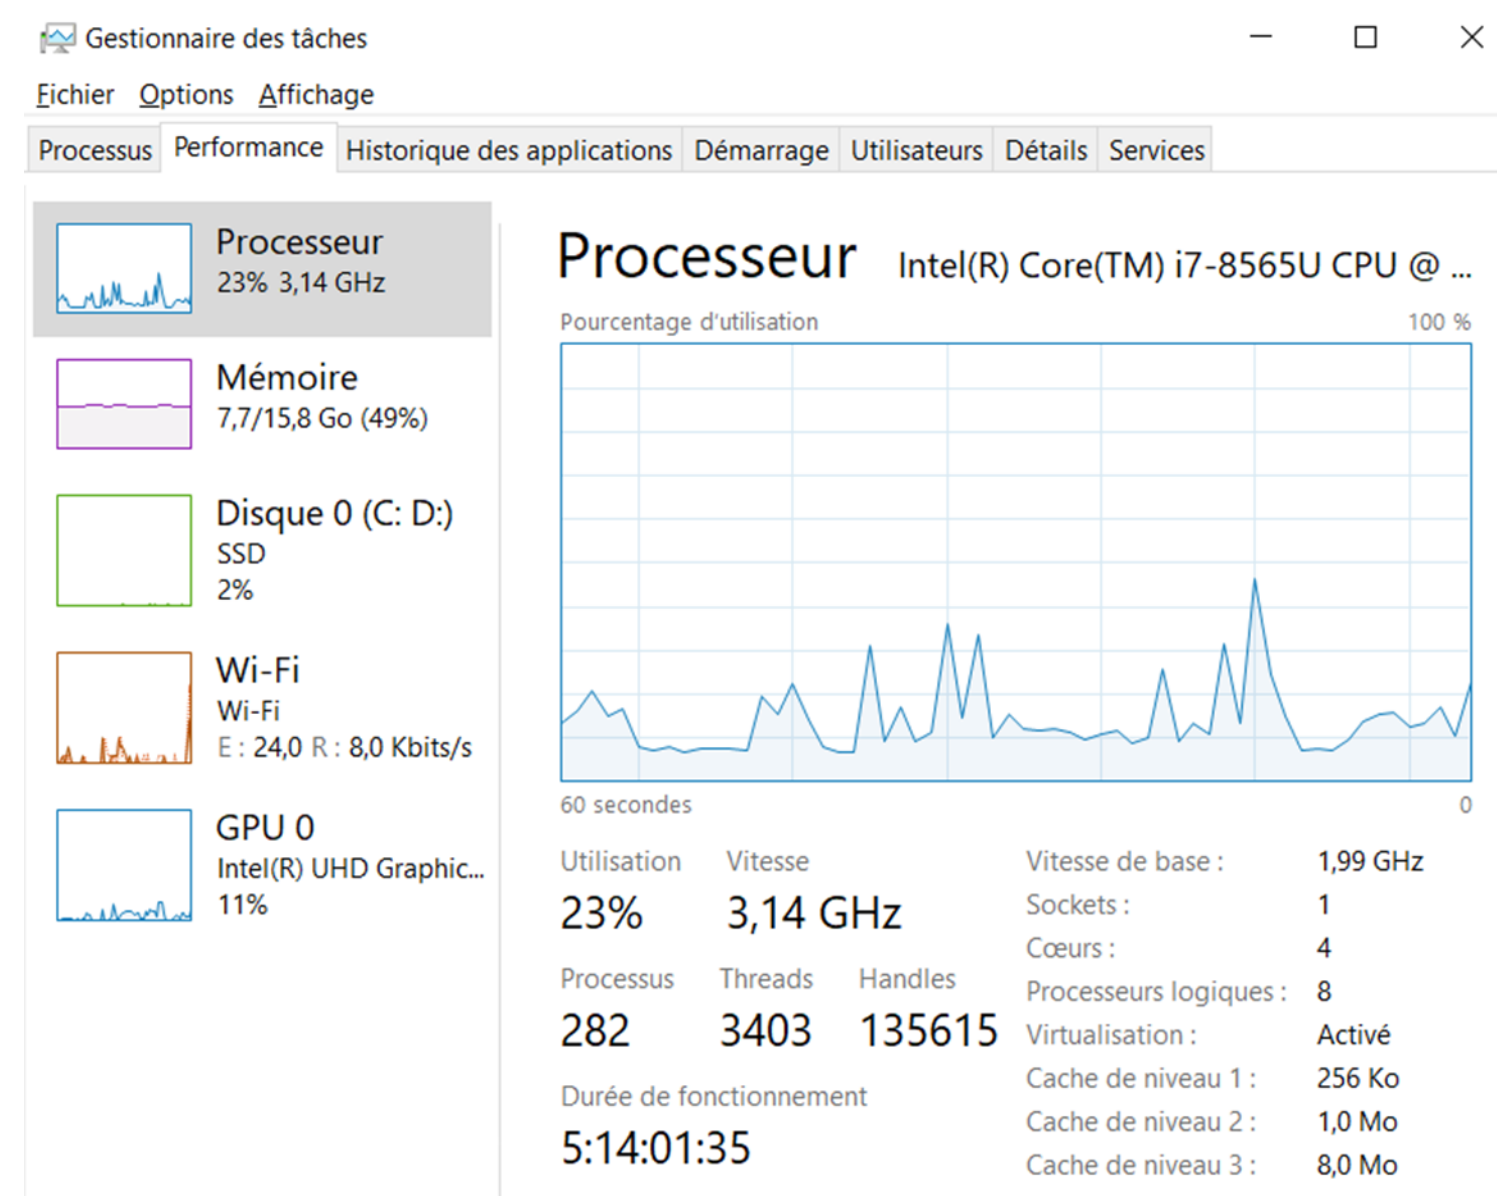 Gestionnaire des tâches
Fichier Options Affichage
Processus Performance Historique des applications Démarrage Utilisateurs Détails Services
Processeur
23% 3,14 GHz
Mémoire
7,7/15,8 Go (49%)
Disque 0 (C: D:)
SSD
2%
Wi-Fi
Wi-Fi
E : 24,0 R : 8,0 Kbits/s
GPU 0
Intel(R) UHD Graphic...
11%
Processeur Intel(R) Core(TM) i7-8565U CPU @ ...
Pourcentage d'utilisation 100 %
60 secondes 0
Utilisation Vitesse
23% 3,14 GHz
Processus Threads Handles
282 3403 135615
Durée de fonctionnement
5:14:01:35
Vitesse de base : 1,99 GHz
Sockets : 1
Cœurs : 4
Processeurs logiques : 8
Virtualisation : Activé
Cache de niveau 1 : 256 Ko
Cache de niveau 2 : 1,0 Mo
Cache de niveau 3 : 8,0 Mo